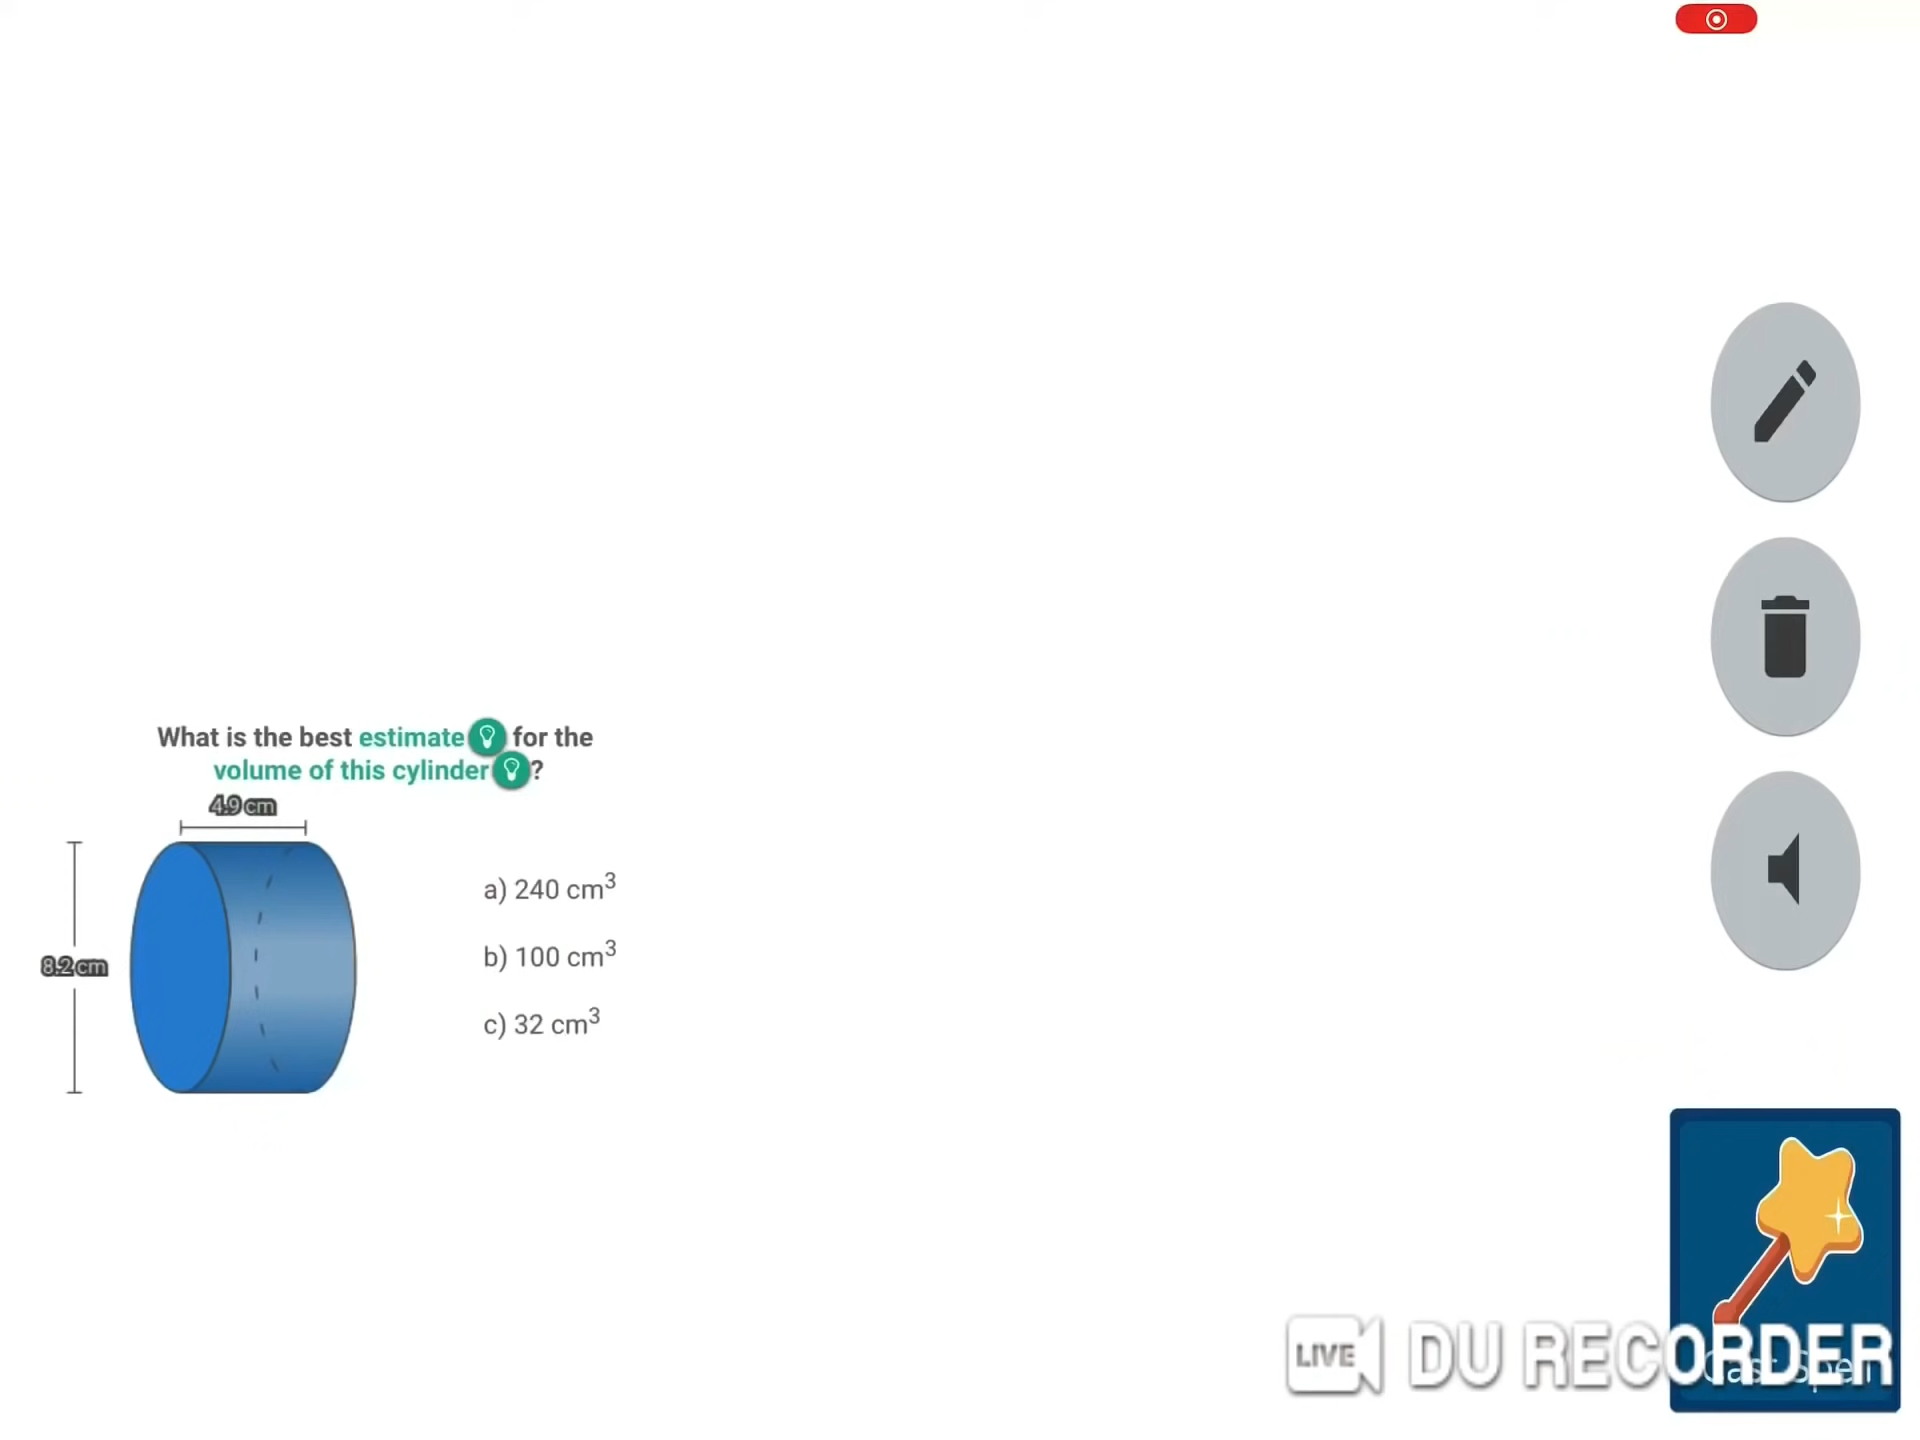 What is the best estimate for the
volume of this cylinder ?
4.9 cm
8.2 cm
a) 240 cm³
b) 100 cm³
c) 32 cm³
LIVE DU RECORDER